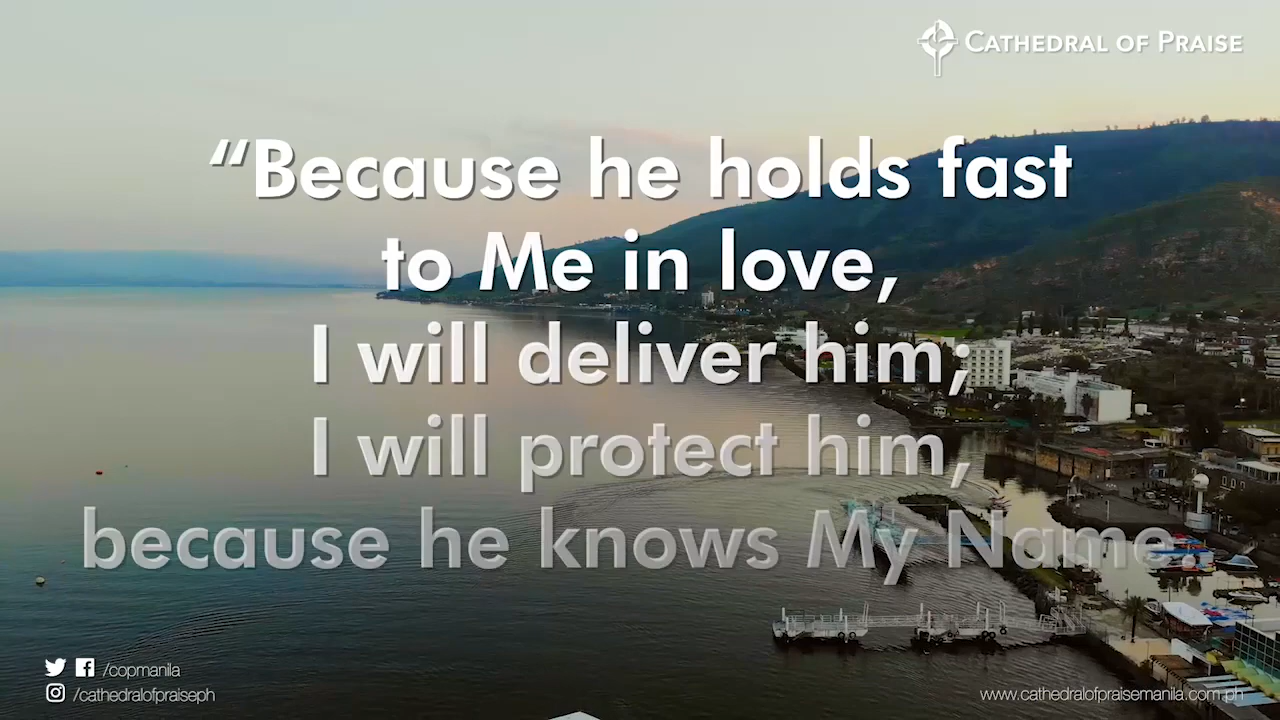 CATHEDRAL OF PRAISE
“Because he holds fast
to Me in love,
I will deliver him;
I will protect him,
because he knows My Name.
/copmanila
/cathedralofpraiseph
www.cathedralofpraisemanila.com.ph